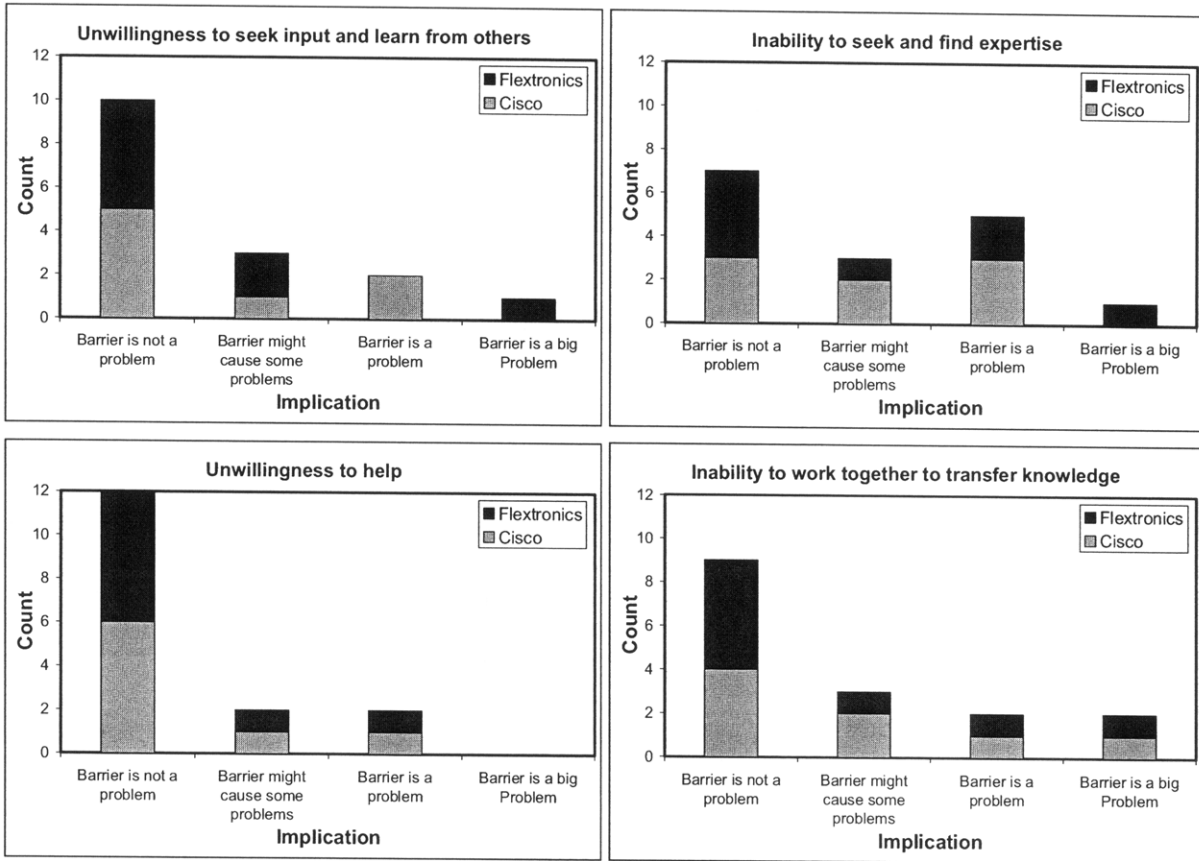 Unwillingness to seek input and learn from others
12
10
8
6
4
2
0
Count
Flextronics
Cisco
Barrier is not a
problem
Barrier might
cause some
problems
Barrier is a
problem
Barrier is a big
Problem
Implication
Inability to seek and find expertise
12
10
8
6
4
2
0
Count
Flextronics
Cisco
Barrier is not a
problem
Barrier might
cause some
problems
Barrier is a
problem
Barrier is a big
Problem
Implication
Unwillingness to help
12
10
8
6
4
2
0
Count
Flextronics
Cisco
Barrier is not a
problem
Barrier might
cause some
problems
Barrier is a
problem
Barrier is a big
Problem
Implication
Inability to work together to transfer knowledge
12
10
8
6
4
2
0
Count
Flextronics
Cisco
Barrier is not a
problem
Barrier might
cause some
problems
Barrier is a
problem
Barrier is a big
Problem
Implication